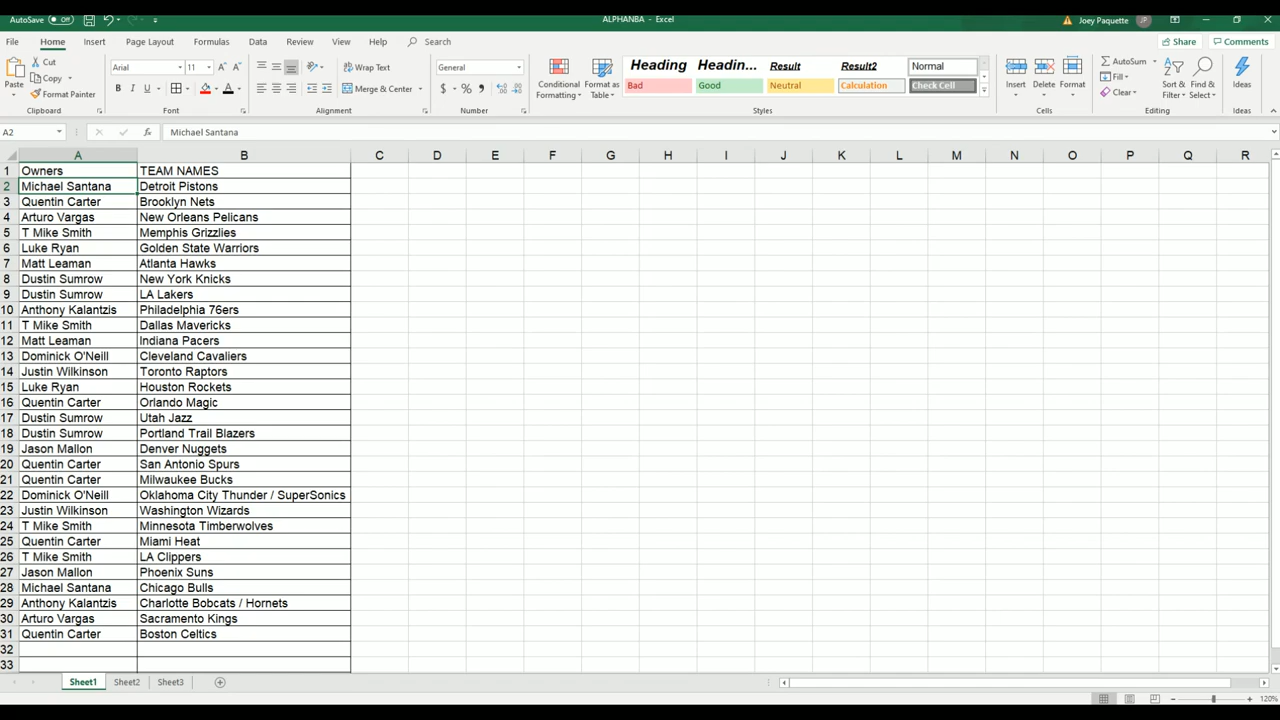 AutoSave Off ALPHANBA - Excel Joey Paquette JP
File Home Insert Page Layout Formulas Data Review View Help Search Share Comments
Paste Cut Copy Format Painter Clipboard
Arial 11 A A B I U A Font
Wrap Text Merge & Center Alignment
General $ % , Number
Conditional Formatting Format as Table
Heading Headin... Result Result2 Normal
Bad Good Neutral Calculation Check Cell
Styles
Insert Delete Format Cells
AutoSum Fill Clear Sort & Filter Find & Select Editing
Ideas Ideas
A2 fx Michael Santana
A B C D E F G H I J K L M N O P Q R
1 Owners TEAM NAMES
2 Michael Santana Detroit Pistons
3 Quentin Carter Brooklyn Nets
4 Arturo Vargas New Orleans Pelicans
5 T Mike Smith Memphis Grizzlies
6 Luke Ryan Golden State Warriors
7 Matt Leaman Atlanta Hawks
8 Dustin Sumrow New York Knicks
9 Dustin Sumrow LA Lakers
10 Anthony Kalantzis Philadelphia 76ers
11 T Mike Smith Dallas Mavericks
12 Matt Leaman Indiana Pacers
13 Dominick O'Neill Cleveland Cavaliers
14 Justin Wilkinson Toronto Raptors
15 Luke Ryan Houston Rockets
16 Quentin Carter Orlando Magic
17 Dustin Sumrow Utah Jazz
18 Dustin Sumrow Portland Trail Blazers
19 Jason Mallon Denver Nuggets
20 Quentin Carter San Antonio Spurs
21 Quentin Carter Milwaukee Bucks
22 Dominick O'Neill Oklahoma City Thunder / SuperSonics
23 Justin Wilkinson Washington Wizards
24 T Mike Smith Minnesota Timberwolves
25 Quentin Carter Miami Heat
26 T Mike Smith LA Clippers
27 Jason Mallon Phoenix Suns
28 Michael Santana Chicago Bulls
29 Anthony Kalantzis Charlotte Bobcats / Hornets
30 Arturo Vargas Sacramento Kings
31 Quentin Carter Boston Celtics
32
33
Sheet1 Sheet2 Sheet3
120%